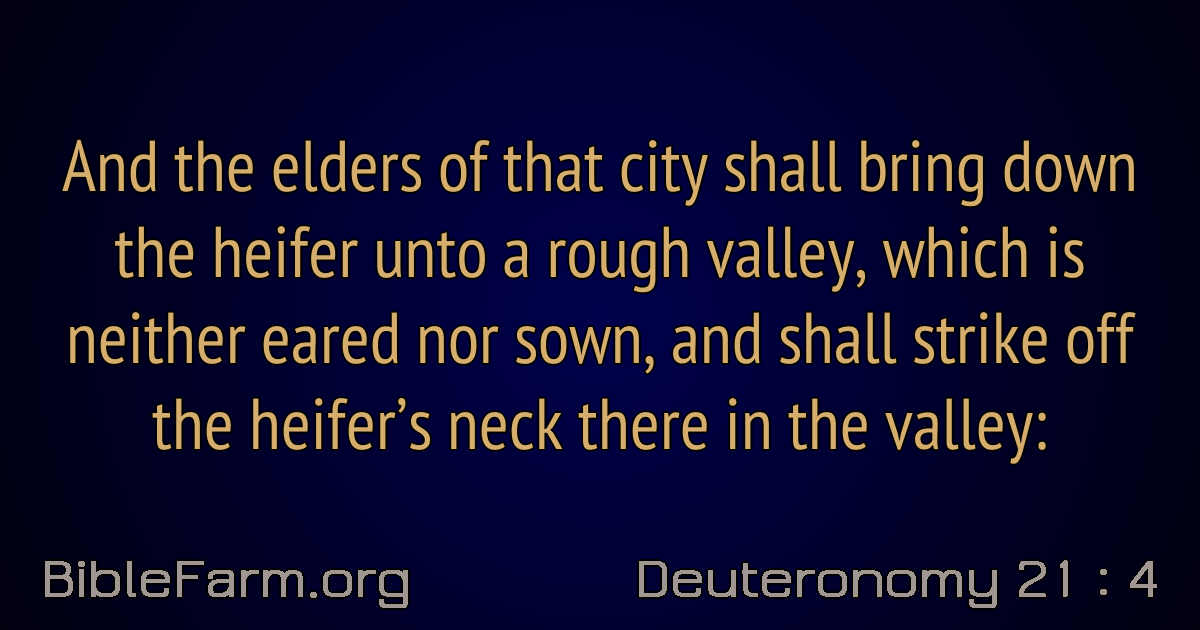 And the elders of that city shall bring down
the heifer unto a rough valley, which is
neither eared nor sown, and shall strike off
the heifer’s neck there in the valley:
BibleFarm.org
Deuteronomy 21 : 4